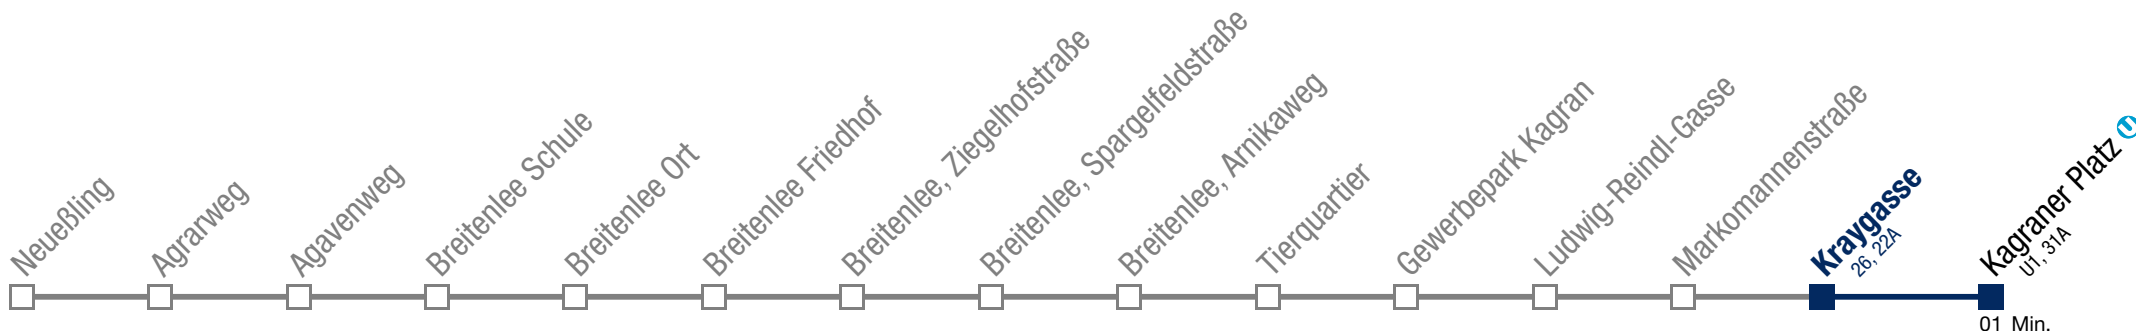 Neueßling
Agrarweg
Agavenweg
Breitenlee Schule
Breitenlee Ort
Breitenlee Friedhof
Breitenlee, Ziegelhofstraße
Breitenlee, Spargelfeldstraße
Breitenlee, Arnikaweg
Tierquartier
Gewerbepark Kagran
Ludwig-Reindl-Gasse
Markomannenstraße
Kraygasse
26, 22A
Kagraner Platz U
U1, 31A
01 Min.